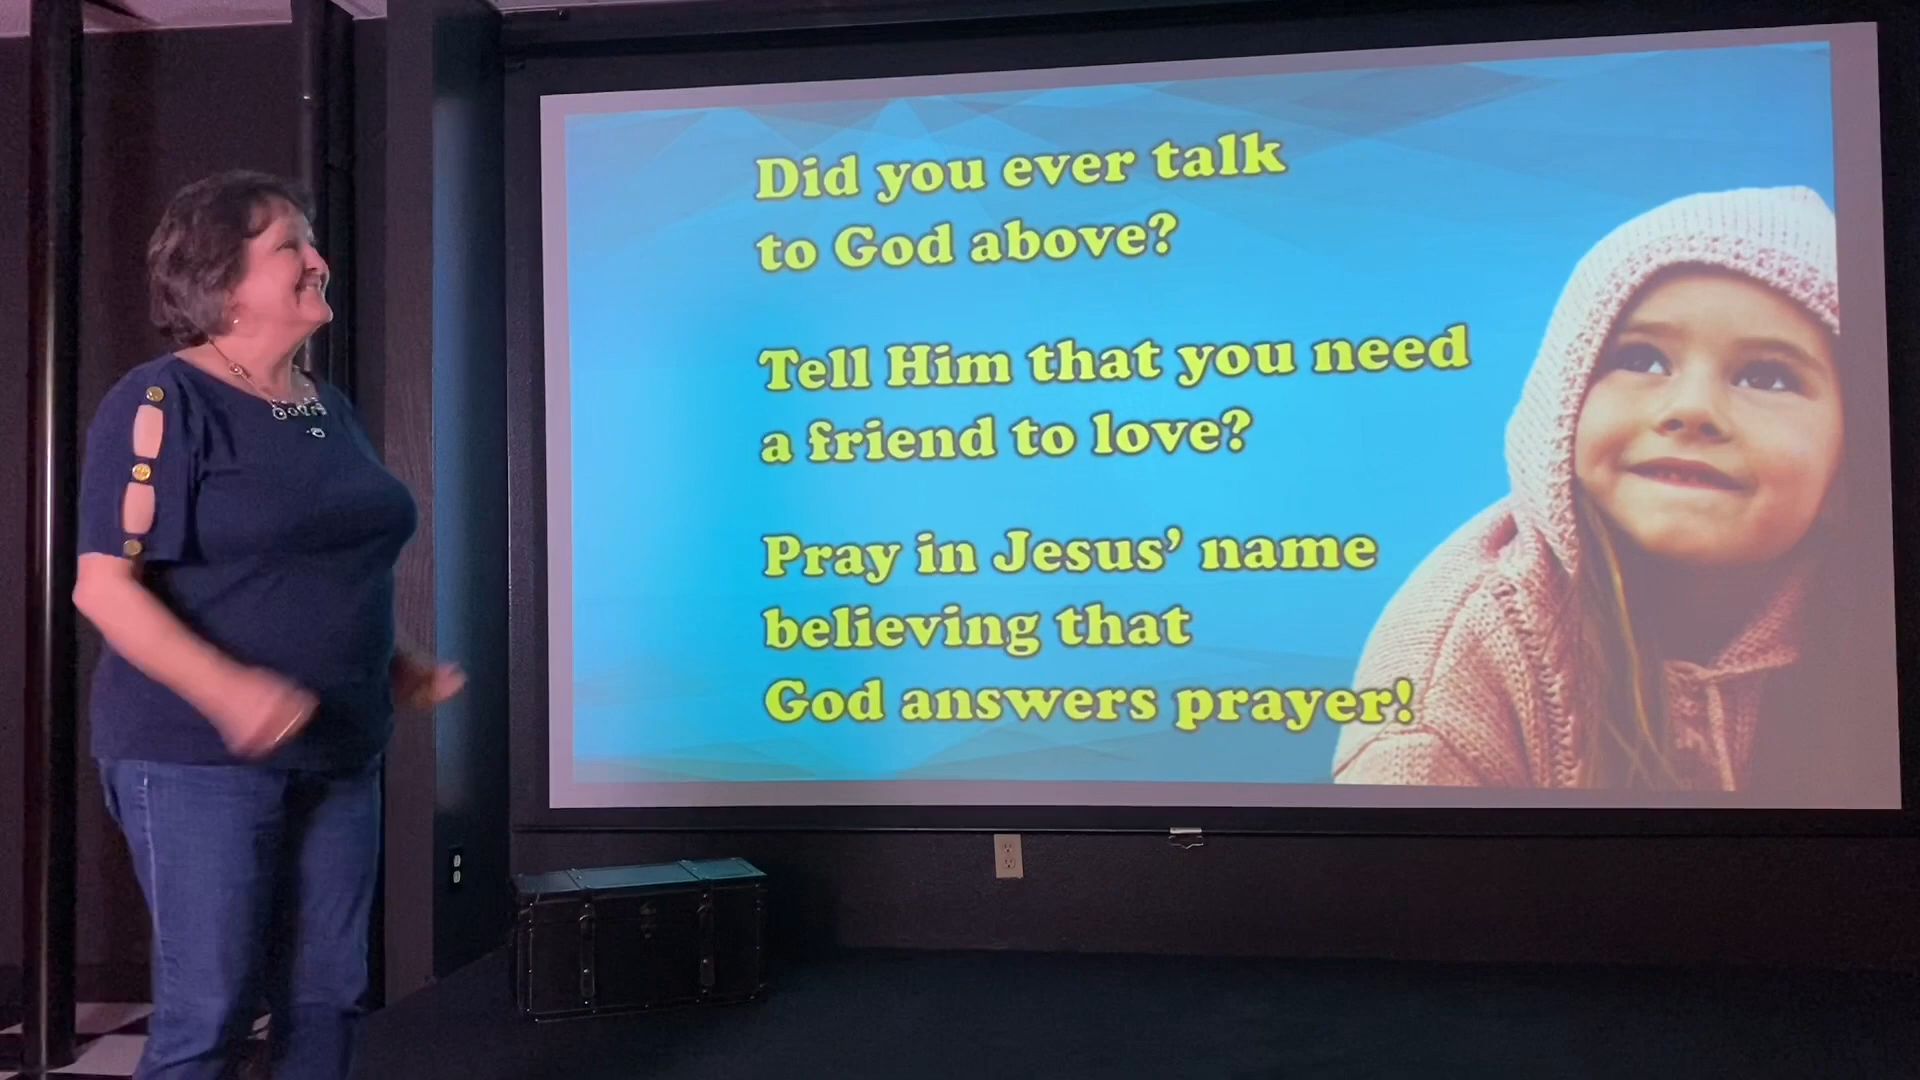 Did you ever talk
to God above?
Tell Him that you need
a friend to love?
Pray in Jesus’ name
believing that
God answers prayer!